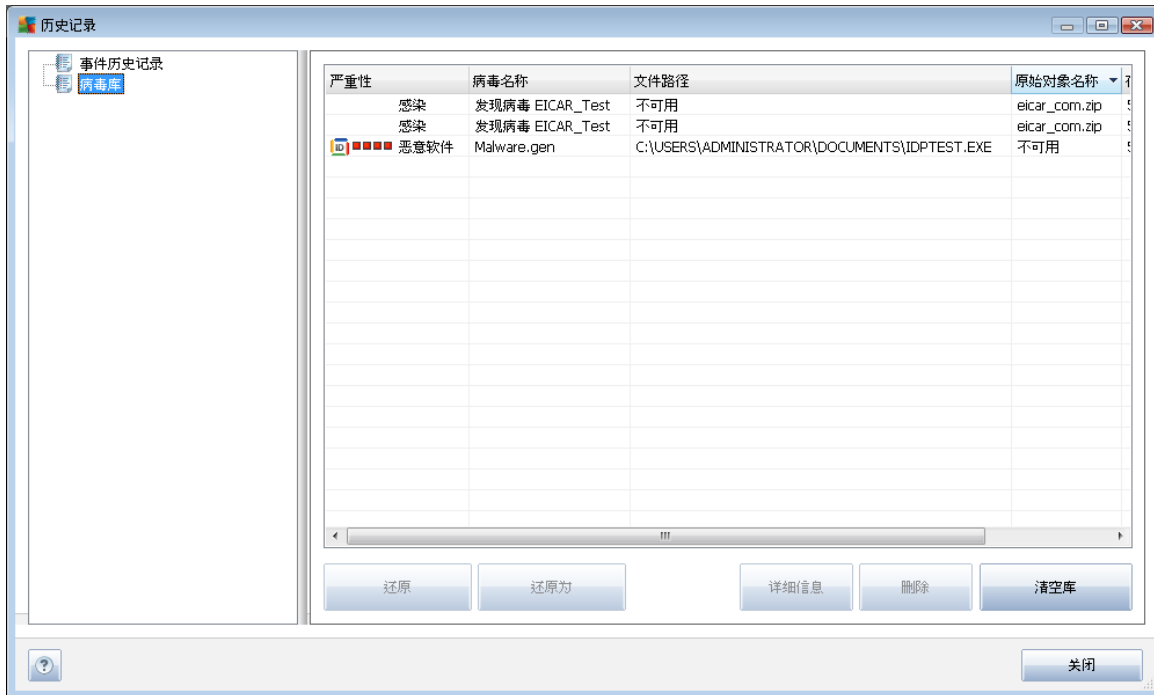 历史记录
事件历史记录
病毒库
严重性 病毒名称 文件路径 原始对象名称
感染 发现病毒 EICAR_Test 不可用 eicar_com.zip
感染 发现病毒 EICAR_Test 不可用 eicar_com.zip
ID 恶意软件 Malware.gen C:\USERS\ADMINISTRATOR\DOCUMENTS\IDPTEST.EXE 不可用
还原 还原为 详细信息 删除 清空库
? 关闭